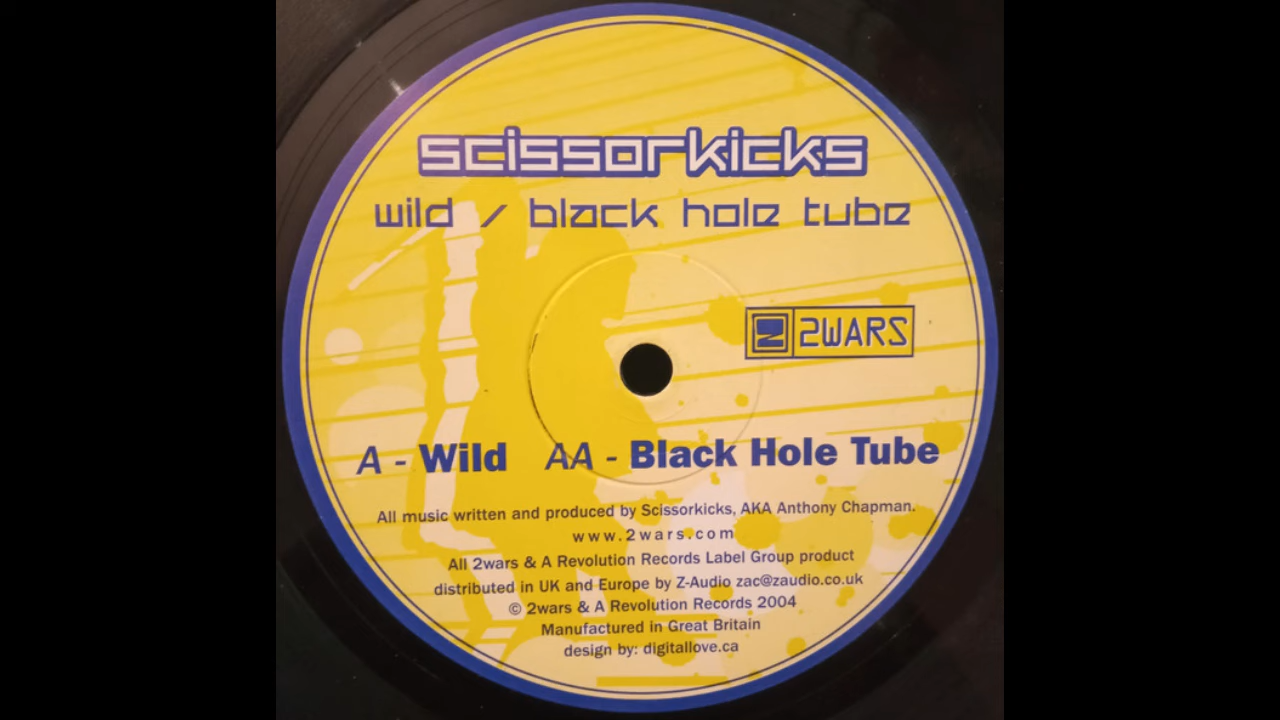 scissorkicks
wild / black hole tube
2WARS
A - Wild AA - Black Hole Tube
All music written and produced by Scissorkicks, AKA Anthony Chapman.
www.2wars.com
All 2wars & A Revolution Records Label Group product
distributed in UK and Europe by Z-Audio zac@zaudio.co.uk
© 2wars & A Revolution Records 2004
Manufactured in Great Britain
design by: digitallove.ca